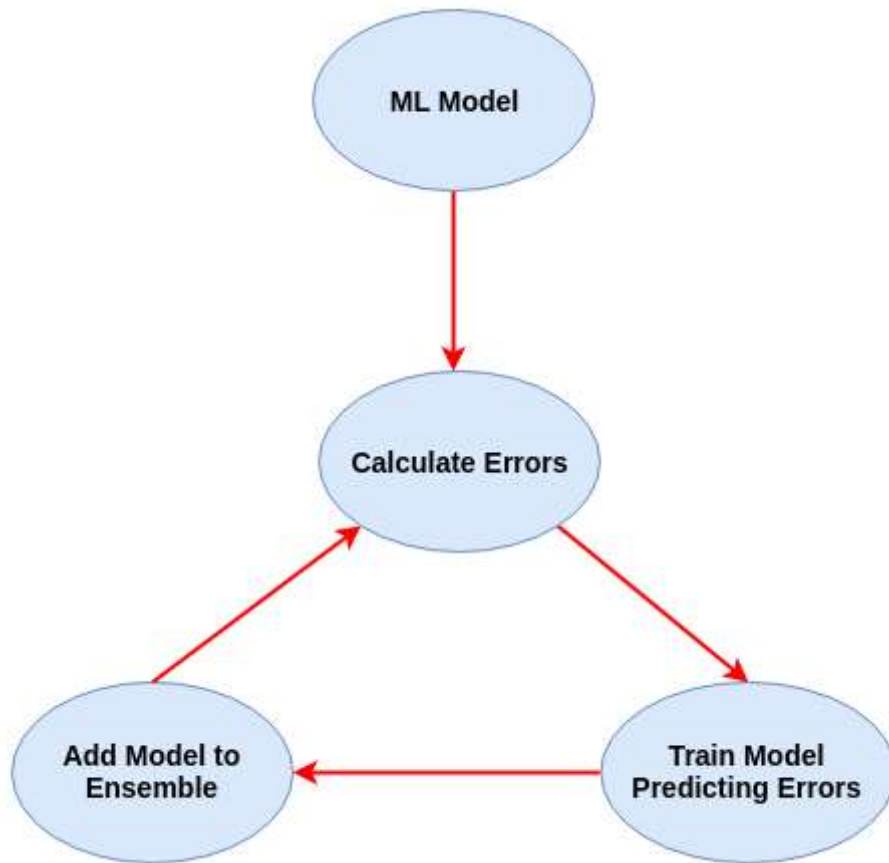 ML Model
Calculate Errors
Add Model to
Ensemble
Train Model
Predicting Errors